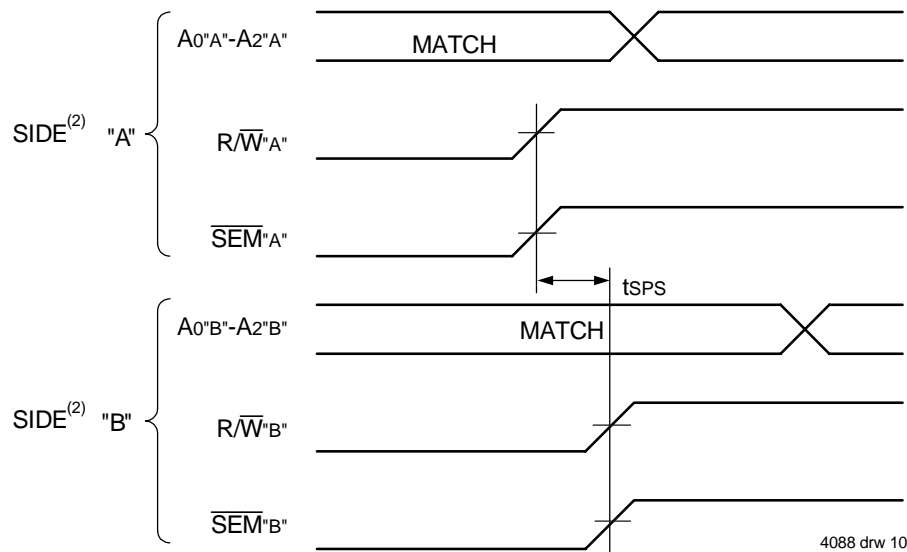 A0"A"-A2"A"
MATCH
SIDE(2) "A"
R/W"A"
SEM"A"
tSPS
A0"B"-A2"B"
MATCH
SIDE(2) "B"
R/W"B"
SEM"B"
4088 drw 10